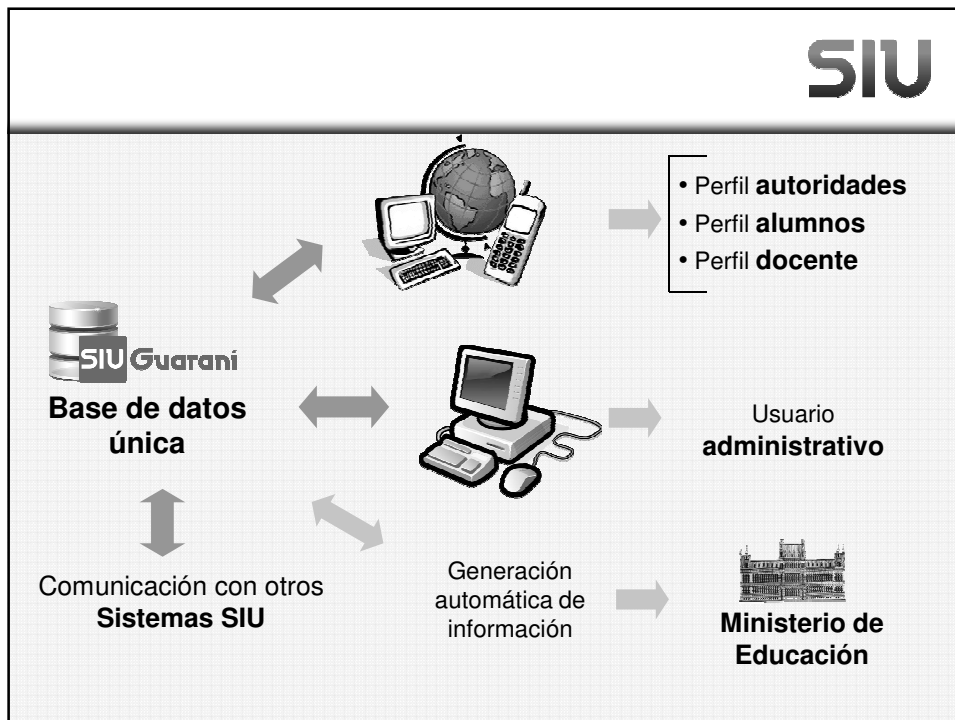 SIU
• Perfil autoridades
• Perfil alumnos
• Perfil docente
SIU Guaraní
Base de datos
única
Usuario
administrativo
Comunicación con otros
Sistemas SIU
Generación
automática de
información
Ministerio de
Educación